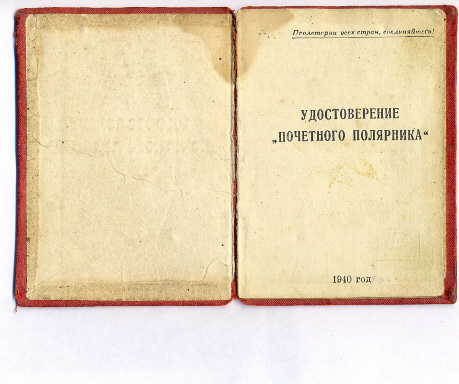 Пролетарии всех стран, соединяйтесь!
УДОСТОВЕРЕНИЕ
„ПОЧЕТНОГО ПОЛЯРНИКА“
1940 год